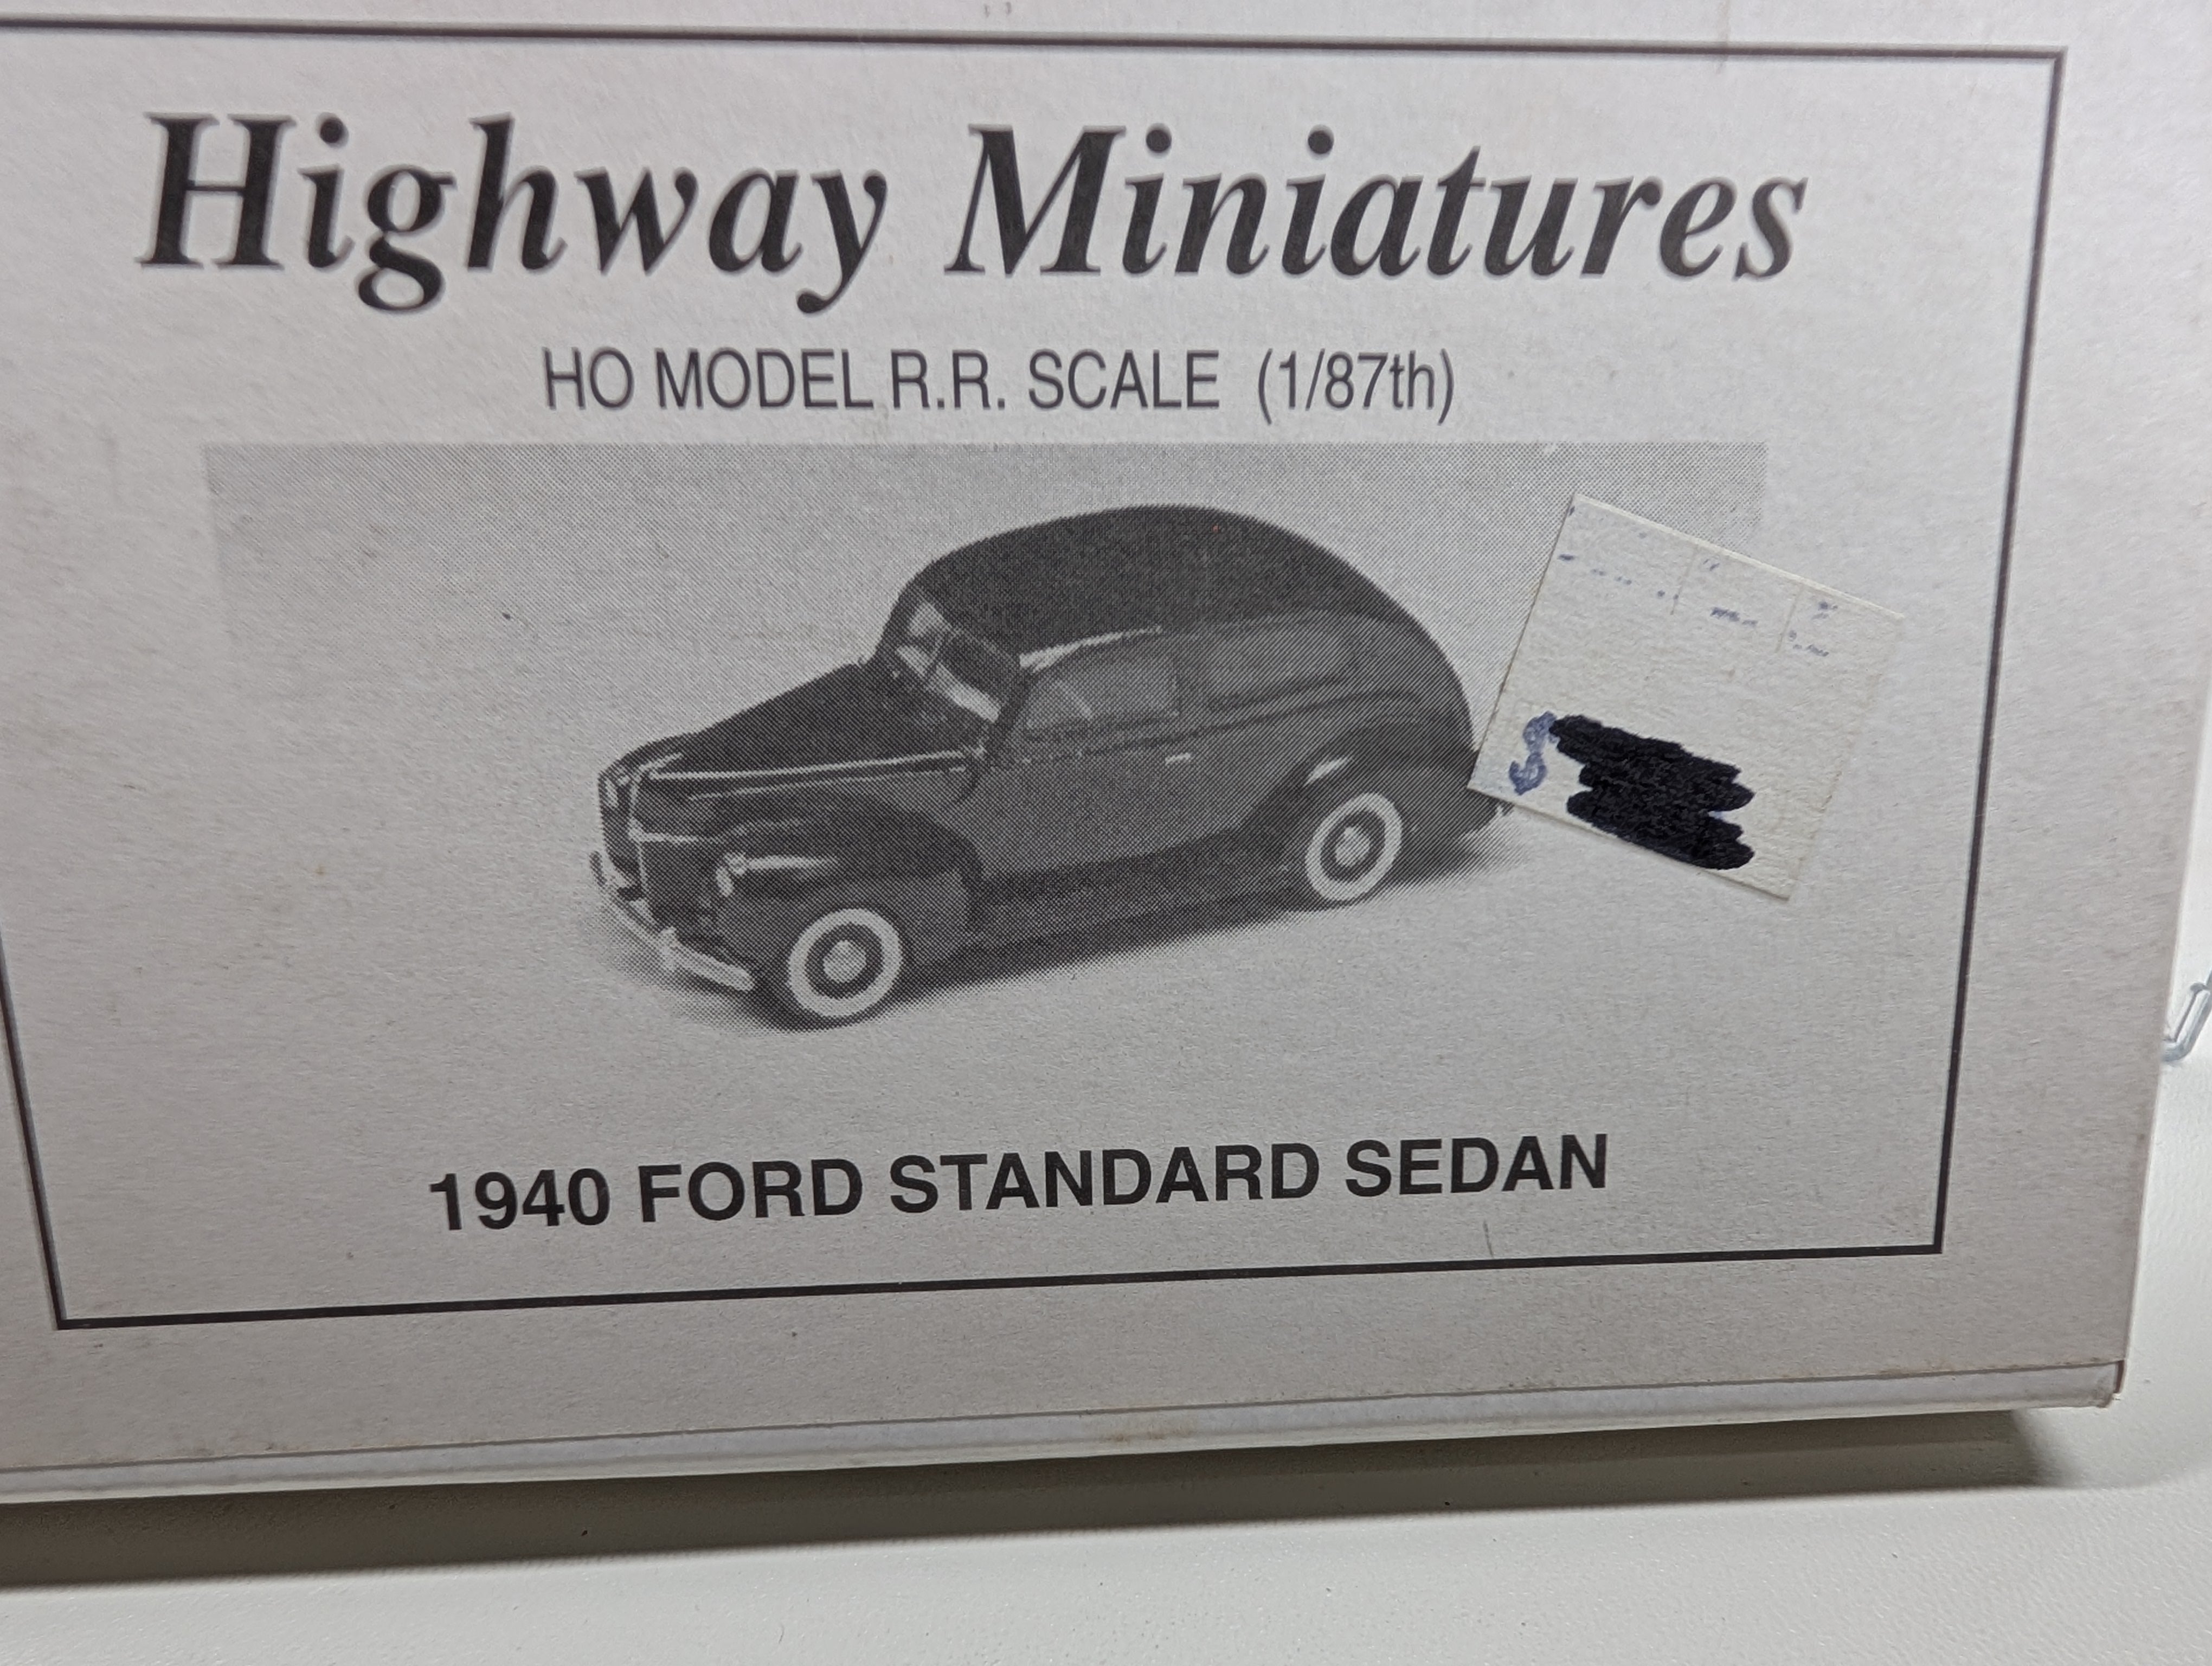 Highway Miniatures
HO MODEL R.R. SCALE (1/87th)
1940 FORD STANDARD SEDAN